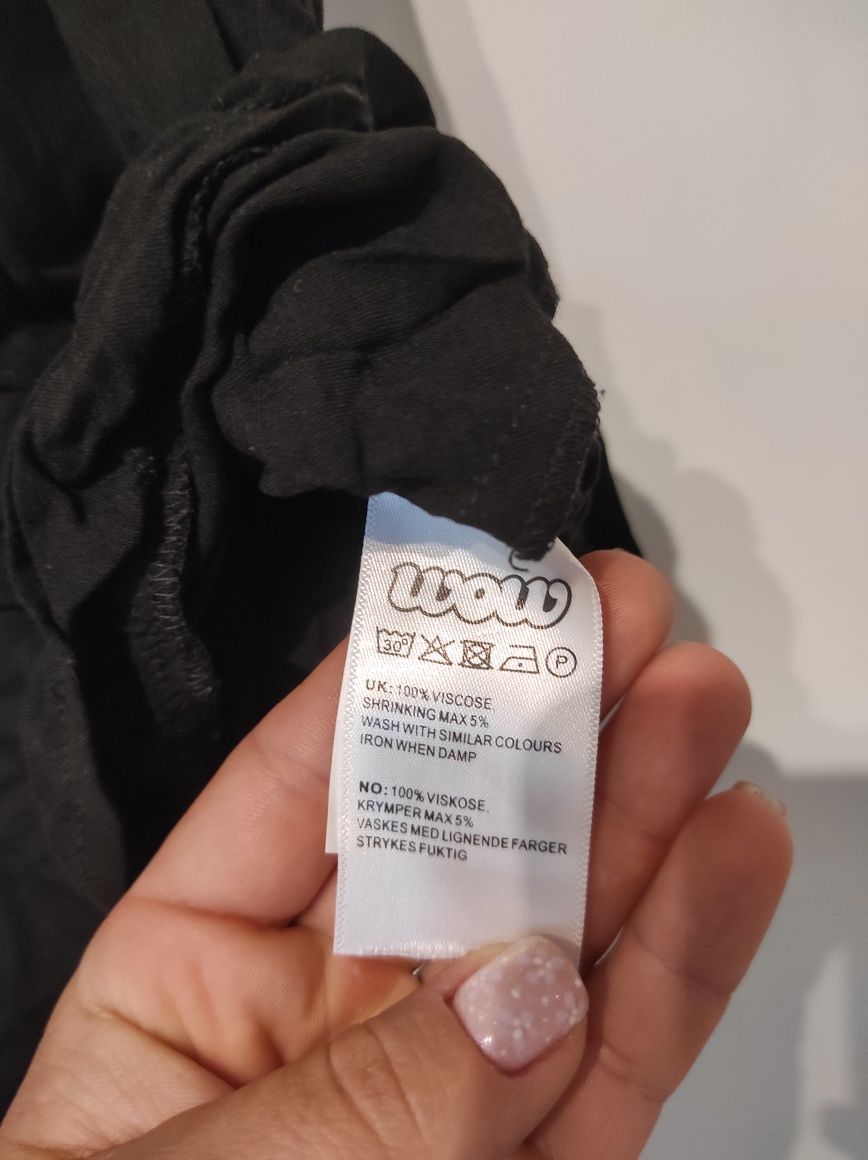 wow
30° P
UK: 100% VISCOSE,
SHRINKING MAX 5%
WASH WITH SIMILAR COLOURS
IRON WHEN DAMP
NO: 100% VISKOSE,
KRYMPER MAX 5%
VASKES MED LIGNENDE FARGER
STRYKES FUKTIG